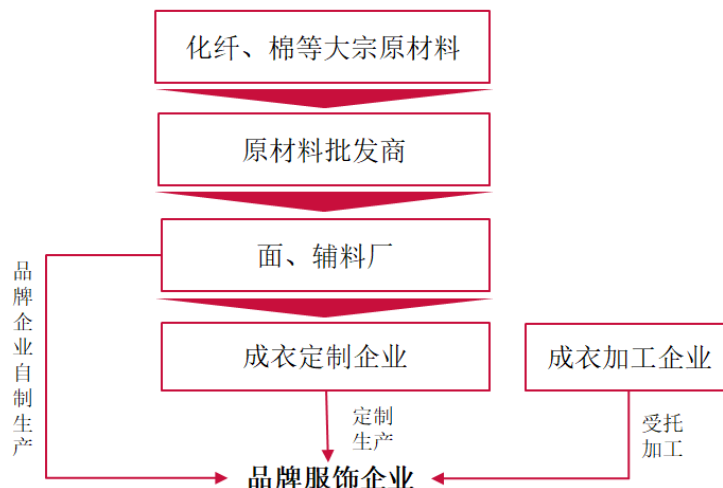 化纤、棉等大宗原材料
原材料批发商
面、辅料厂
品牌企业自制生产
成衣定制企业
成衣加工企业
定制
生产
受托
加工
品牌服饰企业